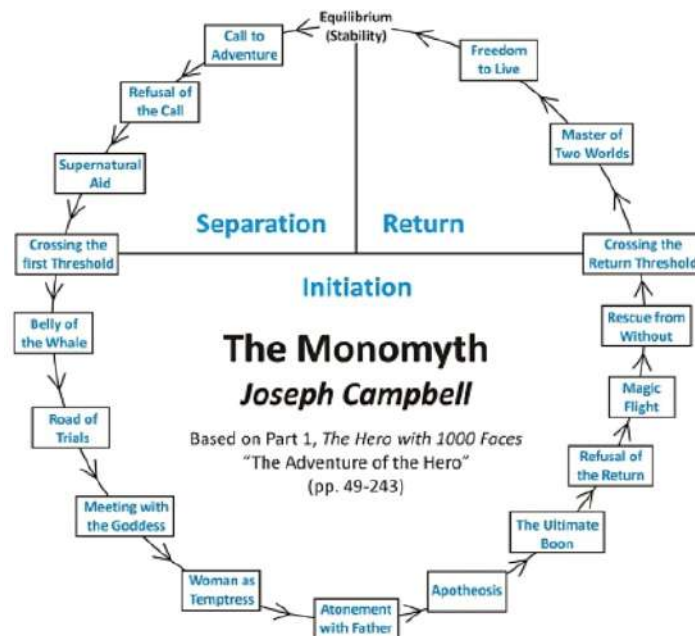 Equilibrium
(Stability)
Call to
Adventure
Refusal of
the Call
Supernatural
Aid
Crossing the
first Threshold
Belly of
the Whale
Road of
Trials
Meeting with
the Goddess
Woman as
Temptress
Atonement
with Father
Apotheosis
The Ultimate
Boon
Refusal of
the Return
Magic
Flight
Rescue from
Without
Crossing the
Return Threshold
Master of
Two Worlds
Freedom
to Live
Separation
Return
Initiation
The Monomyth
Joseph Campbell
Based on Part 1, The Hero with 1000 Faces
“The Adventure of the Hero”
(pp. 49-243)